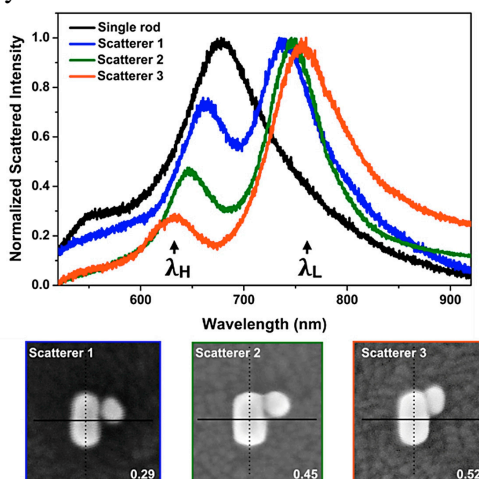 y
Single rod
Scatterer 1
Scatterer 2
Scatterer 3
Normalized Scattered Intensity
1.0
0.8
0.6
0.4
0.2
0.0
λH
λL
600
700
800
900
Wavelength (nm)
Scatterer 1
Scatterer 2
Scatterer 3
0.29
0.45
0.52